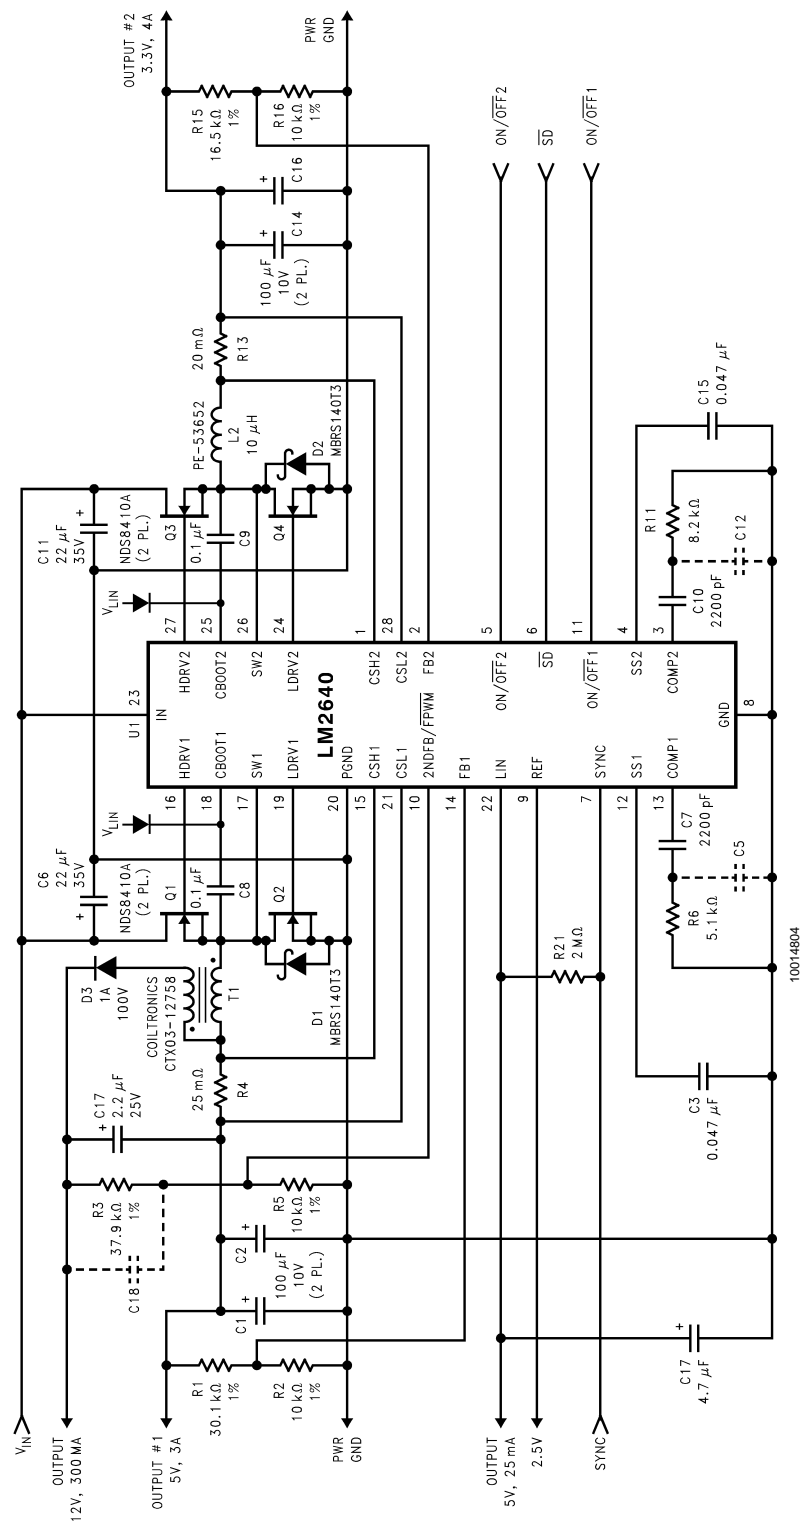 OUTPUT #2
3.3V, 4A
PWR
GND
R15
16.5 kΩ
1%
R16
10 kΩ
1%
ON/OFF2
SD
ON/OFF1
C16
+
C14
+
100 µF
10V
(2 PL.)
20 mΩ
R13
PE-53652
L2
10 µH
D2
MBRS140T3
C15
0.047 µF
C11
22 µF
35V
+
NDS8410A
(2 PL.)
Q3
0.1 µF
C9
Q4
R11
8.2 kΩ
C12
C10
2200 pF
VLIN
27
25
26
24
1
28
2
5
6
11
4
3
23
U1
IN
HDRV2
CBOOT2
SW2
LDRV2
CSH2
CSL2
FB2
ON/OFF2
SD
ON/OFF1
SS2
COMP2
LM2640
GND
8
HDRV1
CBOOT1
SW1
LDRV1
PGND
CSH1
CSL1
2NDFB/FPWM
FB1
LIN
REF
SYNC
SS1
COMP1
16
18
17
19
20
15
21
10
14
22
9
7
12
13
VLIN
C6
22 µF
35V
+
NDS8410A
(2 PL.)
Q1
0.1 µF
C8
Q2
C7
2200 pF
C5
R6
5.1 kΩ
R21
2 MΩ
D3
1A
100V
COILTRONICS
CTX03-12758
T1
D1
MBRS140T3
10014804
25 mΩ
R4
C17
2.2 µF
25V
+
C3
0.047 µF
R3
37.9 kΩ
1%
R5
10 kΩ
1%
C18
C2
+
100 µF
10V
(2 PL.)
C1
+
R1
30.1 kΩ
1%
R2
10 kΩ
1%
C17
4.7 µF
+
VIN
OUTPUT
12V, 300 MA
OUTPUT #1
5V, 3A
PWR
GND
OUTPUT
5V, 25 mA
2.5V
SYNC